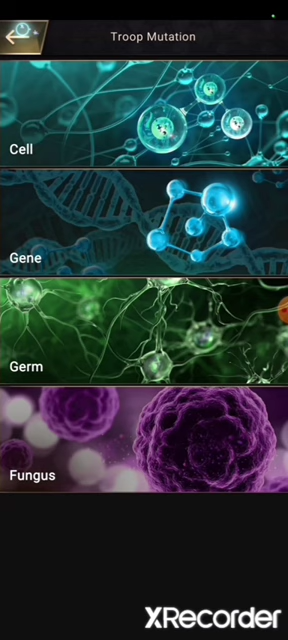 Troop Mutation
Cell
Gene
Germ
Fungus
XRecorder